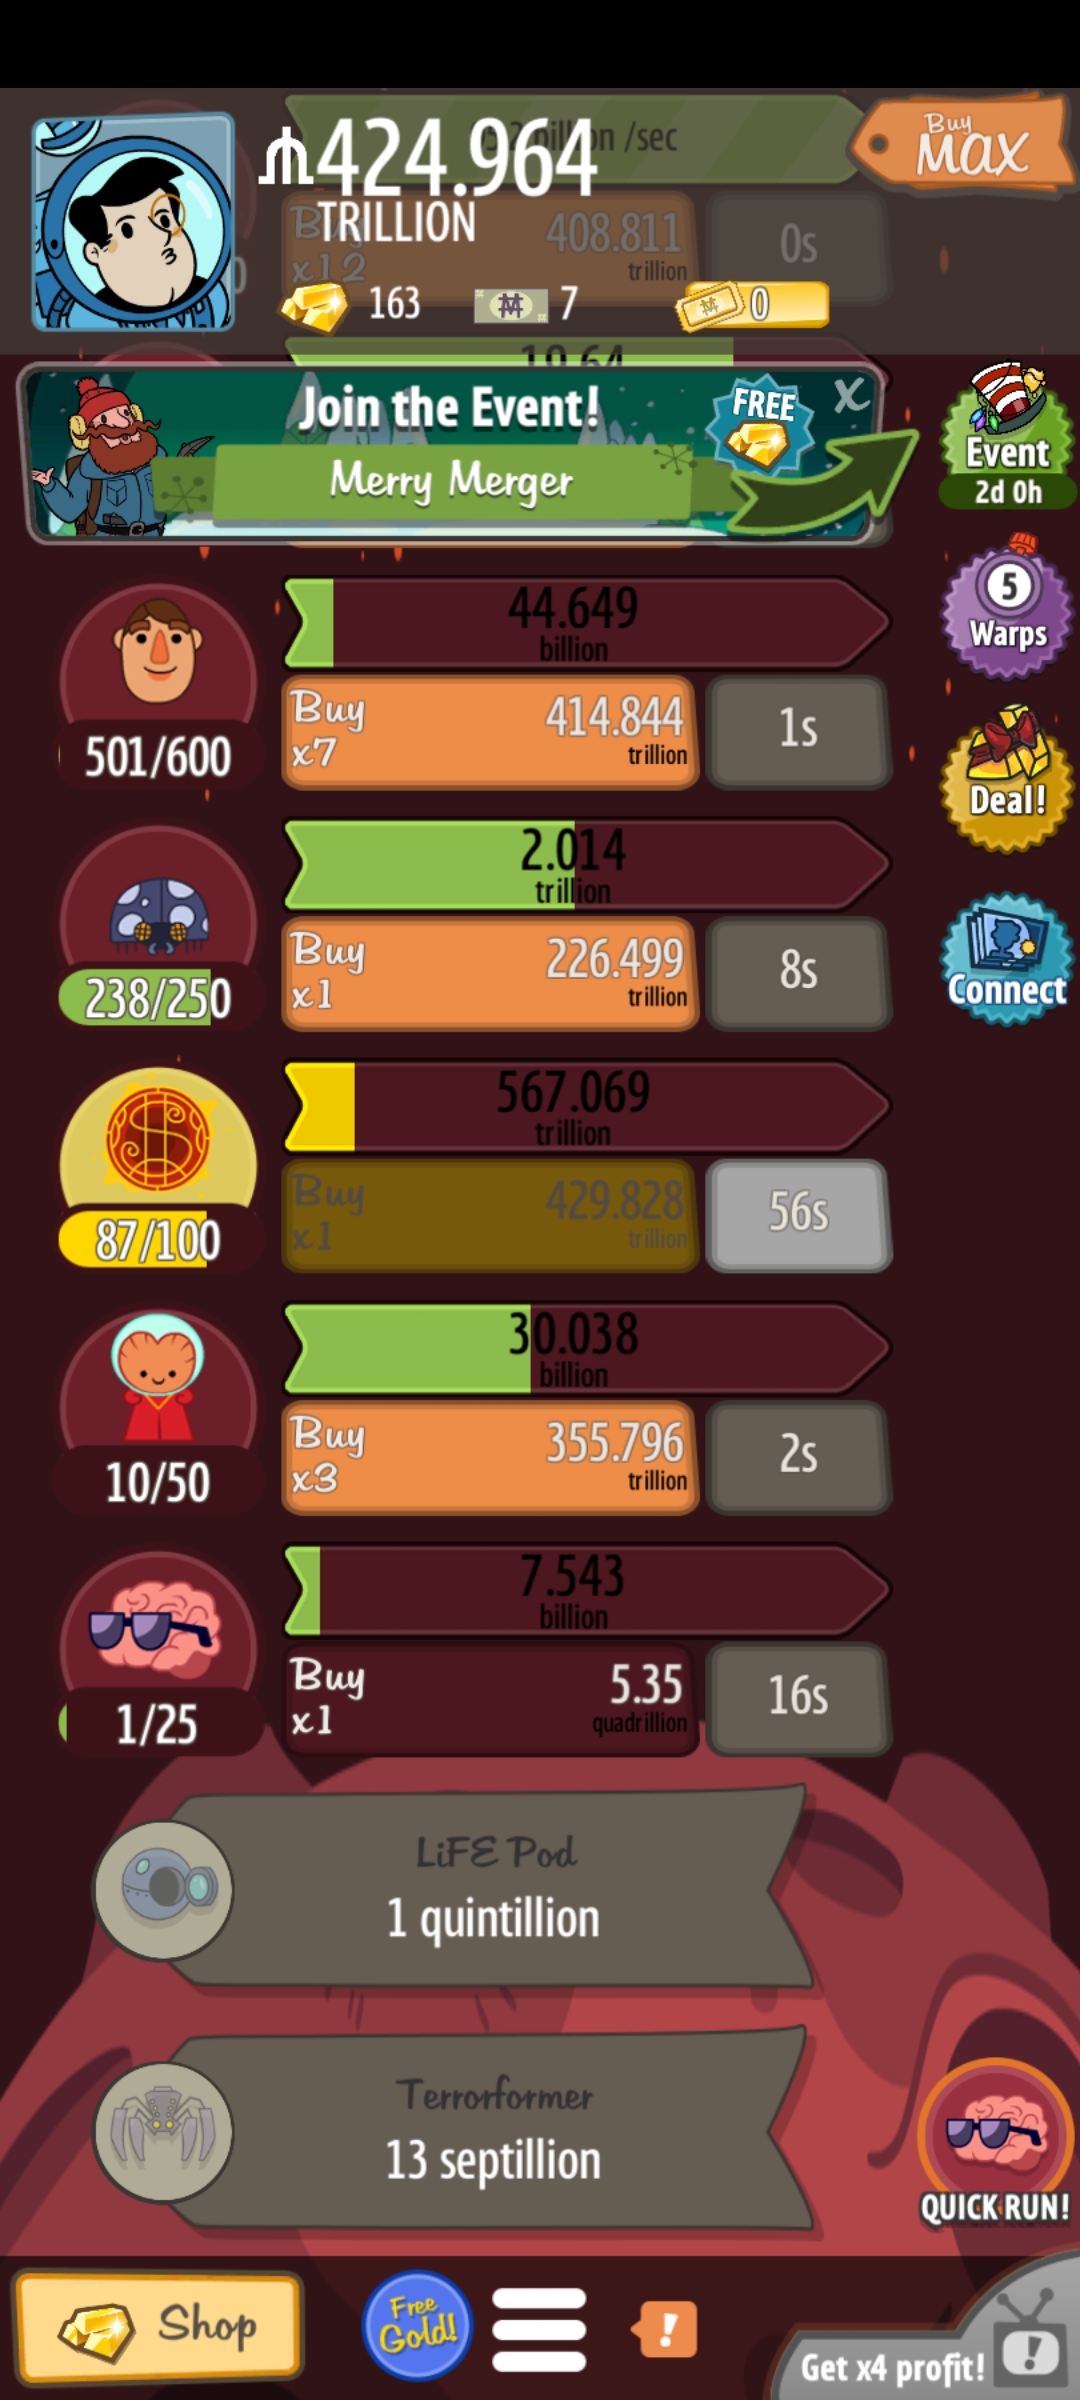 /sec
424.964
Buy
MAX
TRILLION
408.811
trillion
x12
0s
163
7
0
19.64
Join the Event!
FREE
X
Merry Merger
Event
2d 0h
44.649
billion
5
Warps
Buy
x7
414.844
trillion
1s
501/600
Deal!
2.014
trillion
Buy
x1
226.499
trillion
8s
238/250
Connect
567.069
trillion
Buy
x1
429.828
trillion
56s
87/100
30.038
billion
Buy
x3
355.796
trillion
2s
10/50
7.543
billion
Buy
x1
5.35
quadrillion
16s
1/25
LiFE Pod
1 quintillion
Terrorformer
13 septillion
QUICK RUN!
Shop
Free
Gold!
!
Get x4 profit!
!